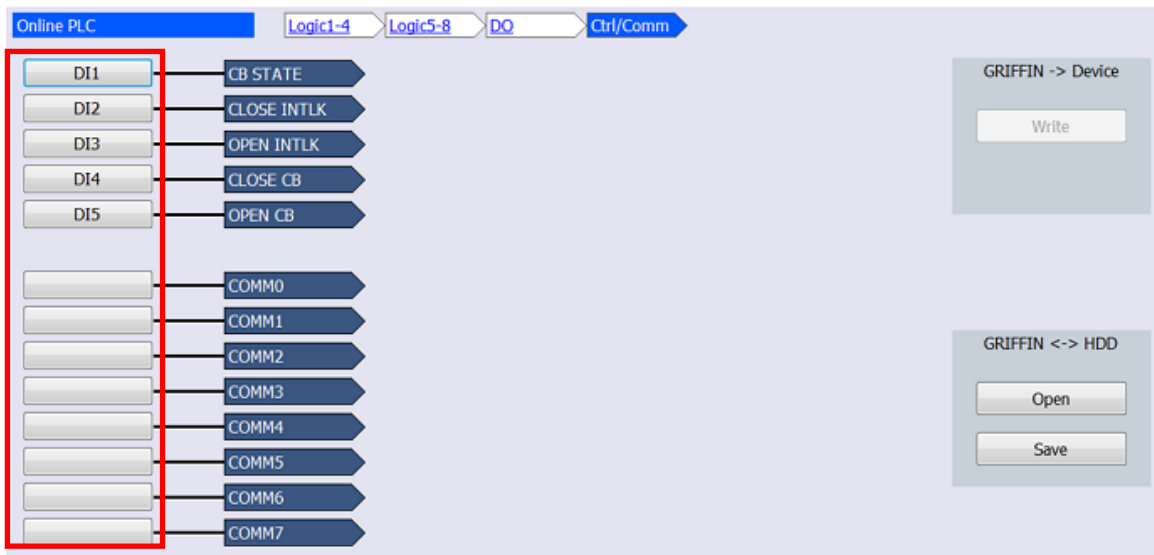 Online PLC
Logic1-4
Logic5-8
DO
Ctrl/Comm
DI1
CB STATE
DI2
CLOSE INTLK
DI3
OPEN INTLK
DI4
CLOSE CB
DI5
OPEN CB
COMM0
COMM1
COMM2
COMM3
COMM4
COMM5
COMM6
COMM7
GRIFFIN -> Device
Write
GRIFFIN <-> HDD
Open
Save